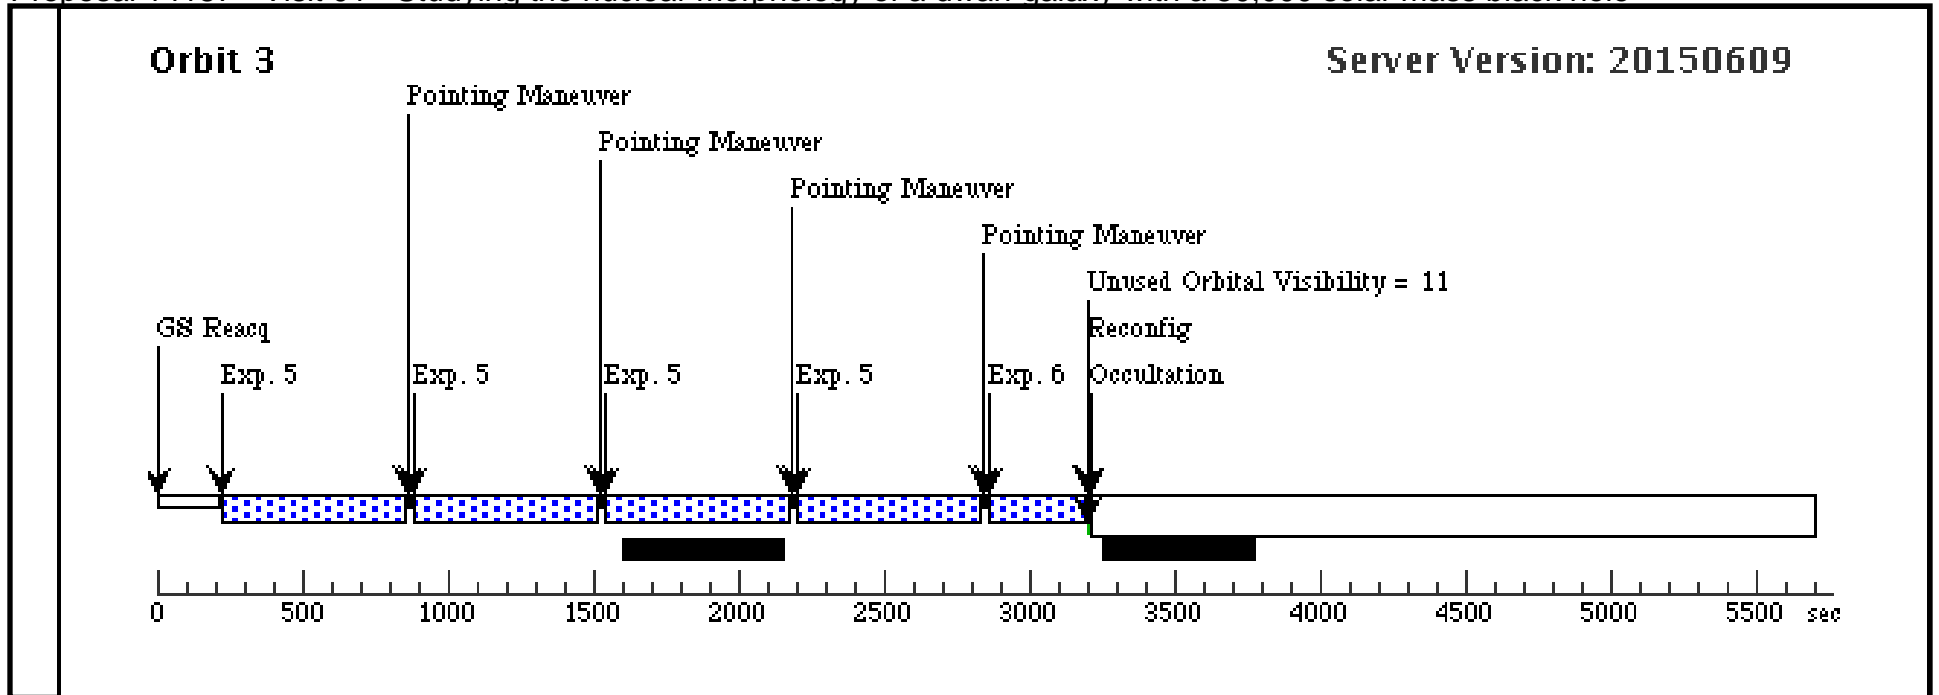 Orbit 3
Server Version: 20150609
Pointing Maneuver
Pointing Maneuver
Pointing Maneuver
Pointing Maneuver
Unused Orbital Visibility = 11
GS Reacq
Reconfig
Exp. 5
Exp. 5
Exp. 5
Exp. 5
Exp. 6
Occultation
0 500 1000 1500 2000 2500 3000 3500 4000 4500 5000 5500 sec